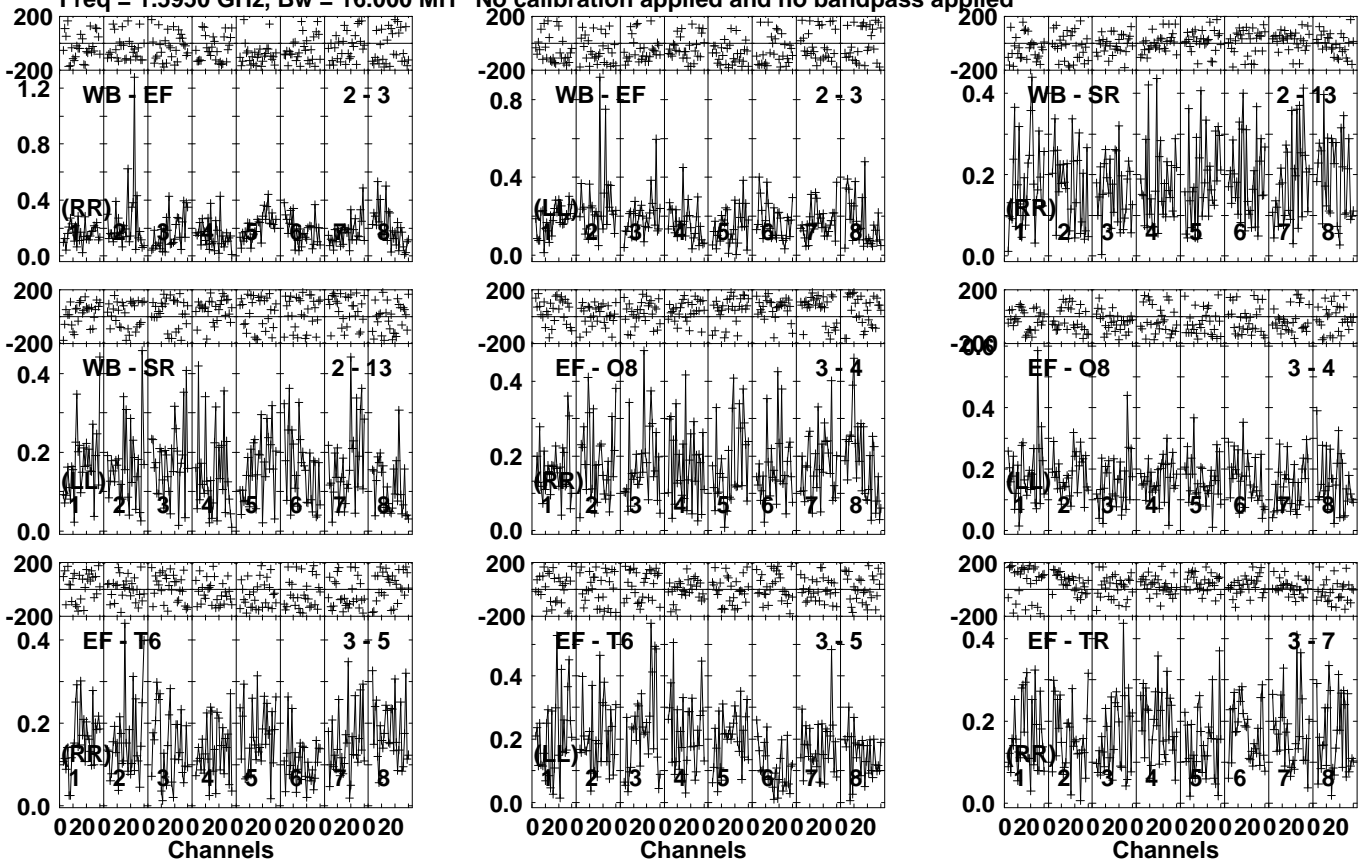 Freq = 1.5950 GHz, Bw = 16.000 MH No calibration applied and no bandpass applied
200 200 200
-200 -200 -200
1.2 WB - EF 2 - 3 WB - EF 2 - 3 0.4 WB - SR 2 - 13
0.8 0.8
0.4 0.4 0.2
(RR) (LL) (RR)
1 2 3 4 5 6 7 8 1 2 3 4 5 6 7 8 1 2 3 4 5 6 7 8
0.0 0.0 0.0
200 200 200
-200 -200 -200
0.6
WB - SR 2 - 13 EF - O8 3 - 4 EF - O8 3 - 4
0.4 0.4 0.4
0.2 0.2 0.2
(LL) (RR) (LL)
1 2 3 4 5 6 7 8 1 2 3 4 5 6 7 8 1 2 3 4 5 6 7 8
0.0 0.0 0.0
200 200 200
-200 -200 -200
0.4 EF - T6 3 - 5 EF - T6 3 - 5 0.4 EF - TR 3 - 7
0.4
0.2 0.2 0.2
(RR) (LL) (RR)
1 2 3 4 5 6 7 8 1 2 3 4 5 6 7 8 1 2 3 4 5 6 7 8
0.0 0.0 0.0
0 20 0 20 0 20 0 20 0 20 0 20 0 20 0 20 0 20 0 20 0 20 0 20 0 20 0 20 0 20 0 20 0 20 0 20 0 20 0 20 0 20 0 20 0 20 0 20
Channels Channels Channels